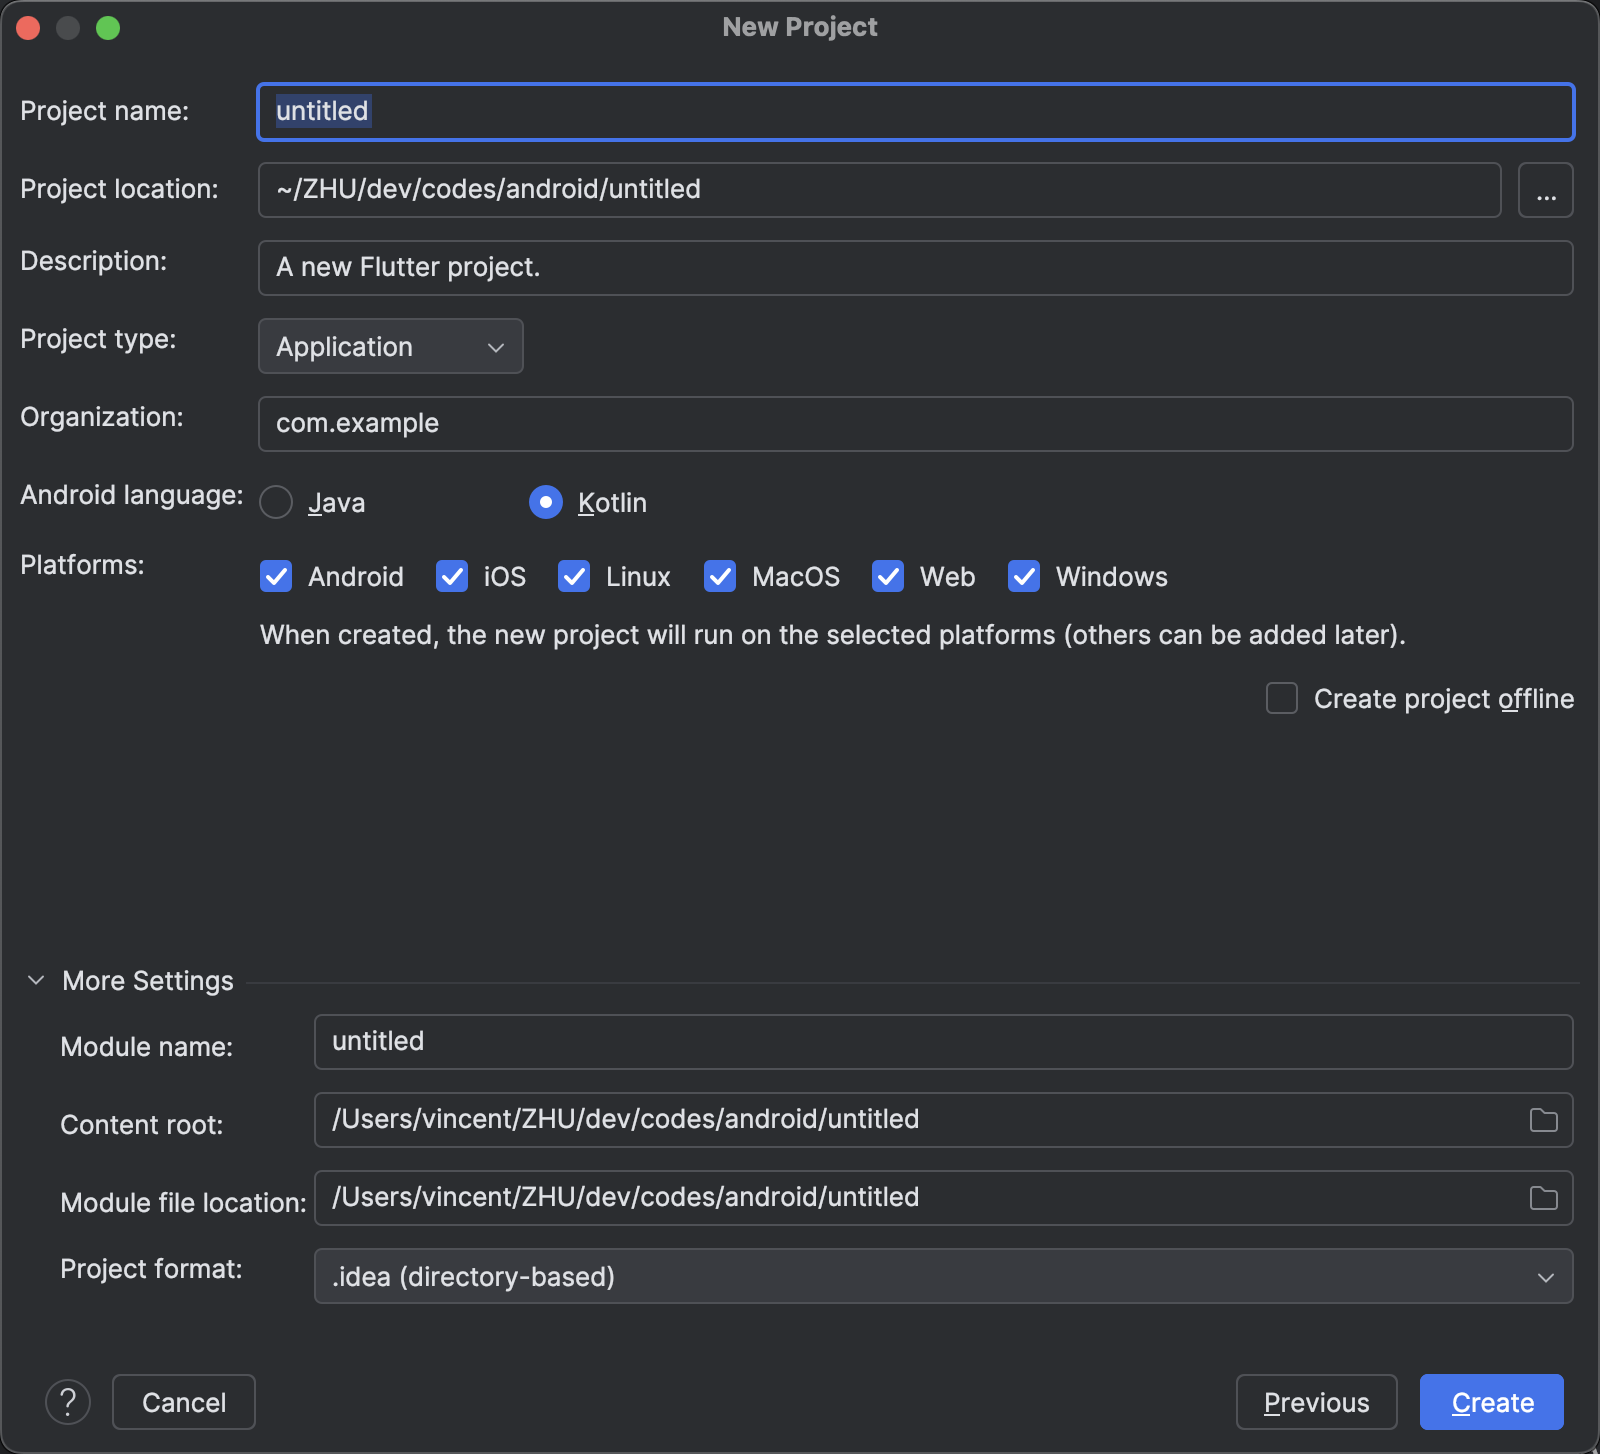 New Project
Project name: untitled
Project location: ~/ZHU/dev/codes/android/untitled ...
Description: A new Flutter project.
Project type: Application
Organization: com.example
Android language: Java Kotlin
Platforms: Android iOS Linux MacOS Web Windows
When created, the new project will run on the selected platforms (others can be added later).
Create project offline
More Settings
Module name: untitled
Content root: /Users/vincent/ZHU/dev/codes/android/untitled
Module file location: /Users/vincent/ZHU/dev/codes/android/untitled
Project format: .idea (directory-based)
? Cancel Previous Create